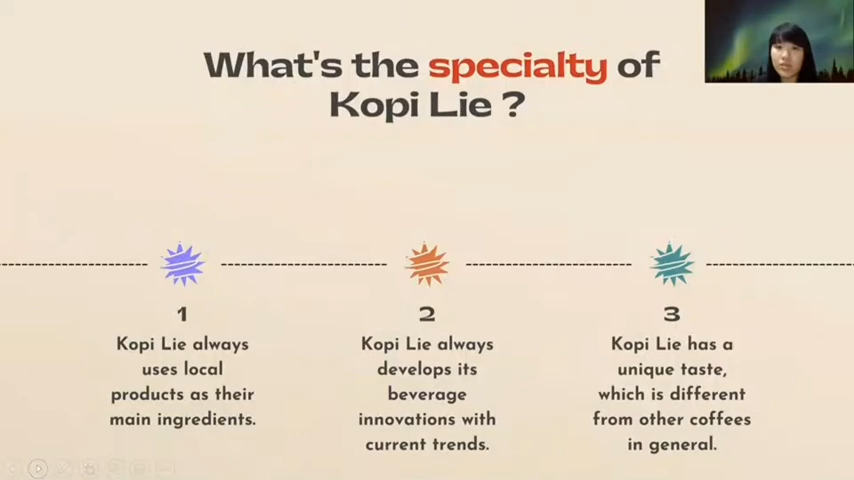 What's the specialty of
Kopi Lie ?
1
Kopi Lie always
uses local
products as their
main ingredients.
2
Kopi Lie always
develops its
beverage
innovations with
current trends.
3
Kopi Lie has a
unique taste,
which is different
from other coffees
in general.